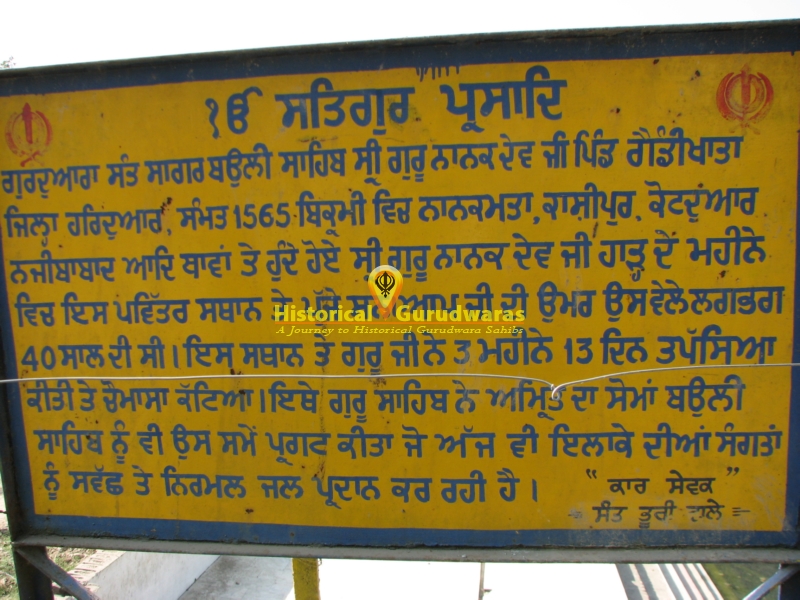 ੴ ਸਤਿਗੁਰ ਪ੍ਰਸਾਦਿ
ਗੁਰਦੁਆਰਾ ਸੰਤ ਸਾਗਰ ਬਉਲੀ ਸਾਹਿਬ ਸ੍ਰੀ ਗੁਰੂ ਨਾਨਕ ਦੇਵ ਜੀ ਪਿੰਡ ਗੈਂਡੀਖਾਤਾ
ਜਿਲ੍ਹਾ ਹਰਿਦੁਆਰ, ਸੰਮਤ 1565 ਬਿਕ੍ਰਮੀ ਵਿਚ ਨਾਨਕਮਤਾ, ਕਾਸ਼ੀਪੁਰ, ਕੋਟਦੁਆਰ
ਨਜੀਬਾਬਾਦ ਆਦਿ ਥਾਵਾਂ ਤੇ ਹੁੰਦੇ ਹੋਏ ਸ੍ਰੀ ਗੁਰੂ ਨਾਨਕ ਦੇਵ ਜੀ ਹਾੜ੍ਹ ਦੇ ਮਹੀਨੇ
ਵਿਚ ਇਸ ਪਵਿੱਤਰ ਸਥਾਨ ਤੇ ਜੀ ਦੀ ਉਮਰ ਉਸ ਵੇਲੇ ਲਗਭਗ
Historical Gurudwaras
A Journey to Historical Gurudwara Sahibs
40 ਸਾਲ ਦੀ ਸੀ। ਇਸ ਸਥਾਨ ਤੇ ਗੁਰੂ ਜੀ ਨੇ 3 ਮਹੀਨੇ 13 ਦਿਨ ਤਪੱਸਿਆ
ਕੀਤੀ ਤੇ ਚੌਮਾਸਾ ਕੱਟਿਆ। ਇਥੇ ਗੁਰੂ ਸਾਹਿਬ ਨੇ ਅਮ੍ਰਿਤ ਦਾ ਸੋਮਾਂ ਬਉਲੀ
ਸਾਹਿਬ ਨੂੰ ਵੀ ਉਸ ਸਮੇਂ ਪ੍ਰਗਟ ਕੀਤਾ ਜੋ ਅੱਜ ਵੀ ਇਲਾਕੇ ਦੀਆਂ ਸੰਗਤਾਂ
ਨੂੰ ਸਵੱਛ ਤੇ ਨਿਰਮਲ ਜਲ ਪ੍ਰਦਾਨ ਕਰ ਰਹੀ ਹੈ।
"ਕਾਰ ਸੇਵਕ"
ਸੰਤ ਭੂਰੀ ਵਾਲੇ